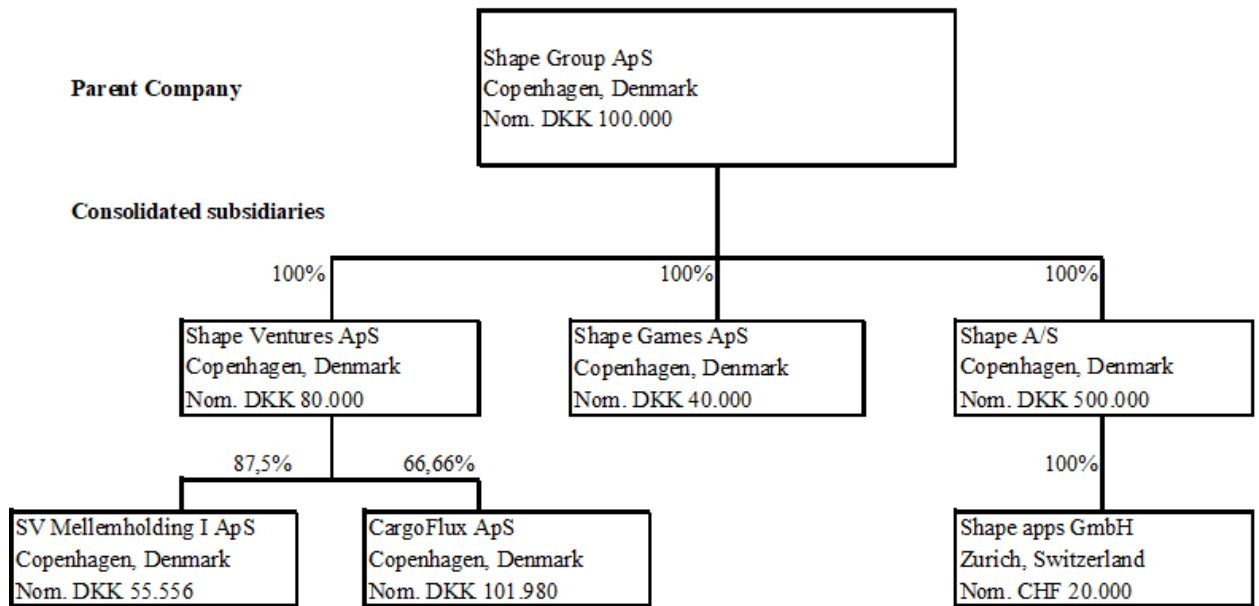 Parent Company
Shape Group ApS
Copenhagen, Denmark
Nom. DKK 100.000
Consolidated subsidiaries
100%
100%
100%
Shape Ventures ApS
Copenhagen, Denmark
Nom. DKK 80.000
Shape Games ApS
Copenhagen, Denmark
Nom. DKK 40.000
Shape A/S
Copenhagen, Denmark
Nom. DKK 500.000
87,5%
66,66%
100%
SV Mellemholding I ApS
Copenhagen, Denmark
Nom. DKK 55.556
CargoFlux ApS
Copenhagen, Denmark
Nom. DKK 101.980
Shape apps GmbH
Zurich, Switzerland
Nom. CHF 20.000